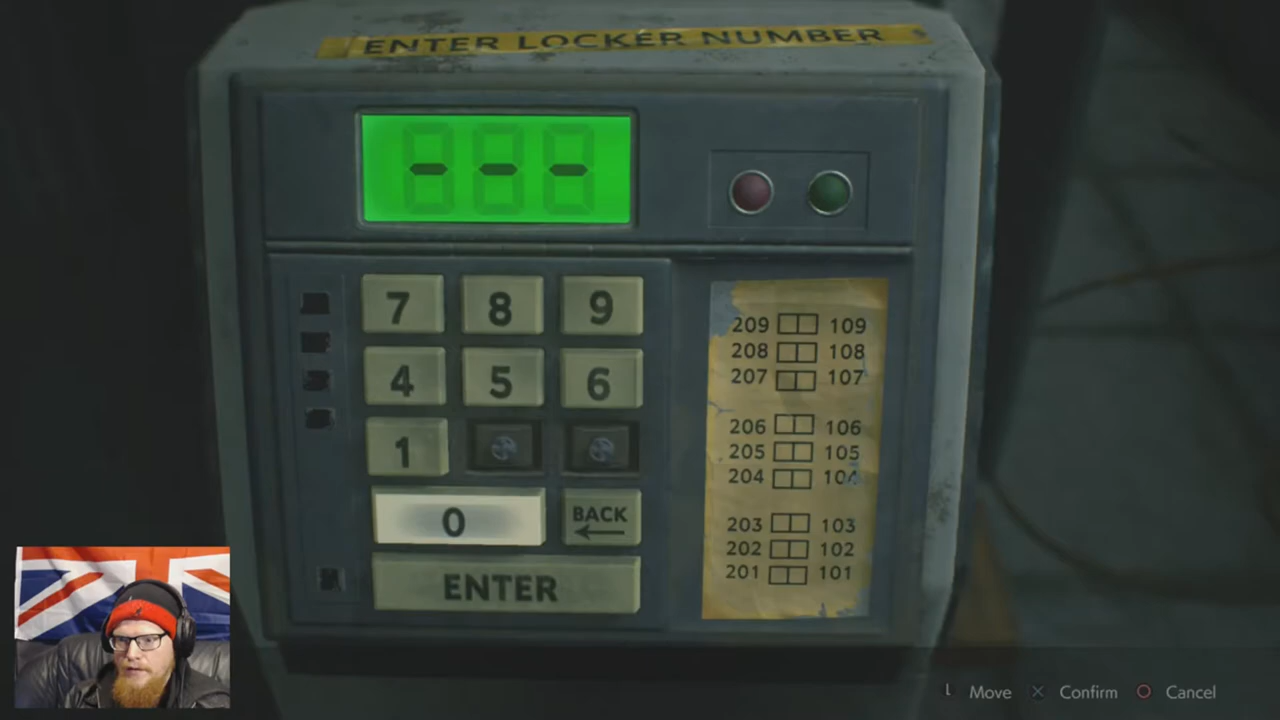 ENTER LOCKER NUMBER
- - -
7 8 9
4 5 6
1
0 BACK
ENTER
209 109
208 108
207 107
206 106
205 105
204 104
203 103
202 102
201 101
L Move X Confirm O Cancel